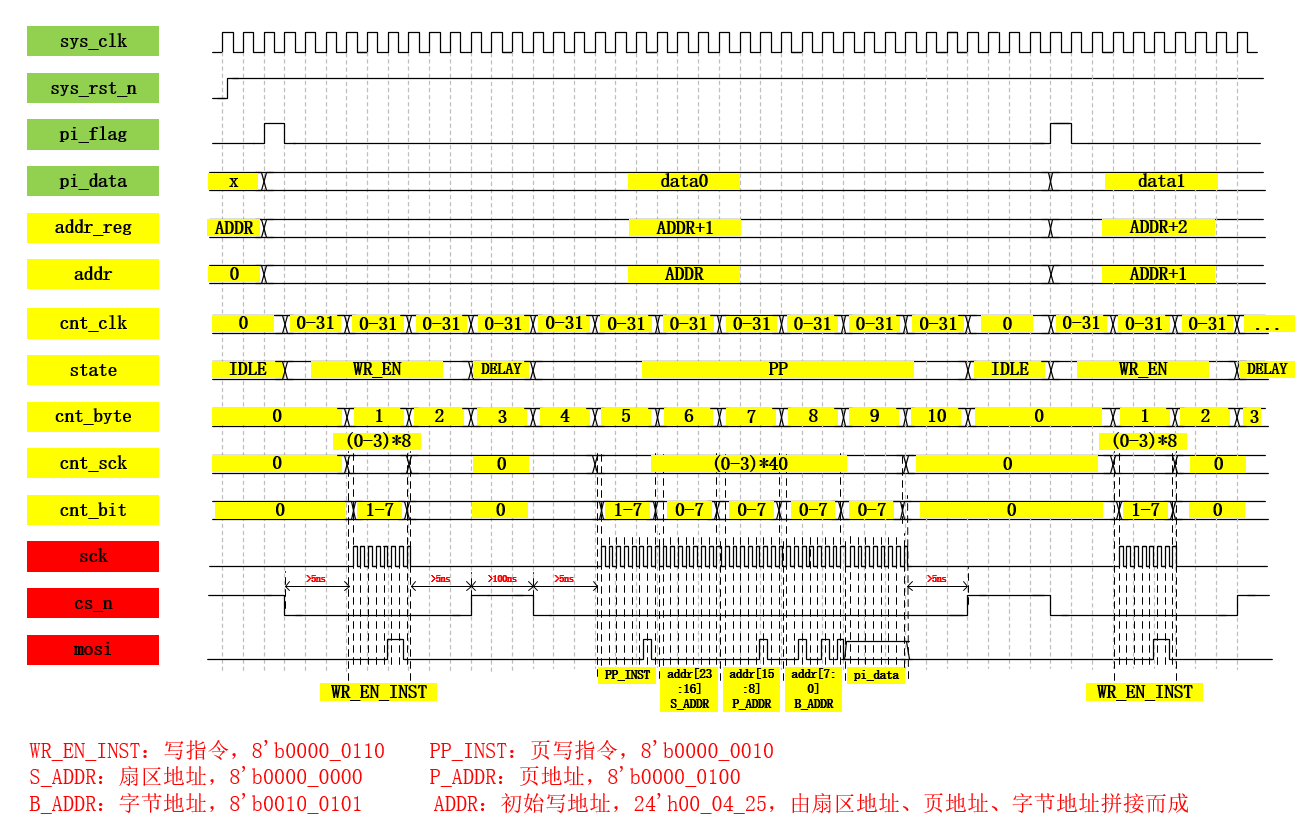 sys_clk
sys_rst_n
pi_flag
pi_data x data0 data1
addr_reg ADDR ADDR+1 ADDR+2
addr 0 ADDR ADDR+1
cnt_clk 0 0-31 0-31 0-31 0-31 0-31 0-31 0-31 0-31 0-31 0-31 0-31 0 0-31 0-31 0-31 ...
state IDLE WR_EN DELAY PP IDLE WR_EN DELAY
cnt_byte 0 1 2 3 4 5 6 7 8 9 10 0 1 2 3
(0-3)*8 (0-3)*8
cnt_sck 0 0 (0-3)*40 0 0
cnt_bit 0 1-7 0 1-7 0-7 0-7 0-7 0-7 0 1-7 0
sck
>5ns >5ns >100ns >5ns >5ns
cs_n
mosi
PP_INST addr[23 addr[15 addr[7: pi_data
:16] :8] 0]
S_ADDR P_ADDR B_ADDR
WR_EN_INST WR_EN_INST
WR_EN_INST：写指令，8'b0000_0110 PP_INST：页写指令，8'b0000_0010
S_ADDR：扇区地址，8'b0000_0000 P_ADDR：页地址，8'b0000_0100
B_ADDR：字节地址，8'b0010_0101 ADDR：初始写地址，24'h00_04_25，由扇区地址、页地址、字节地址拼接而成